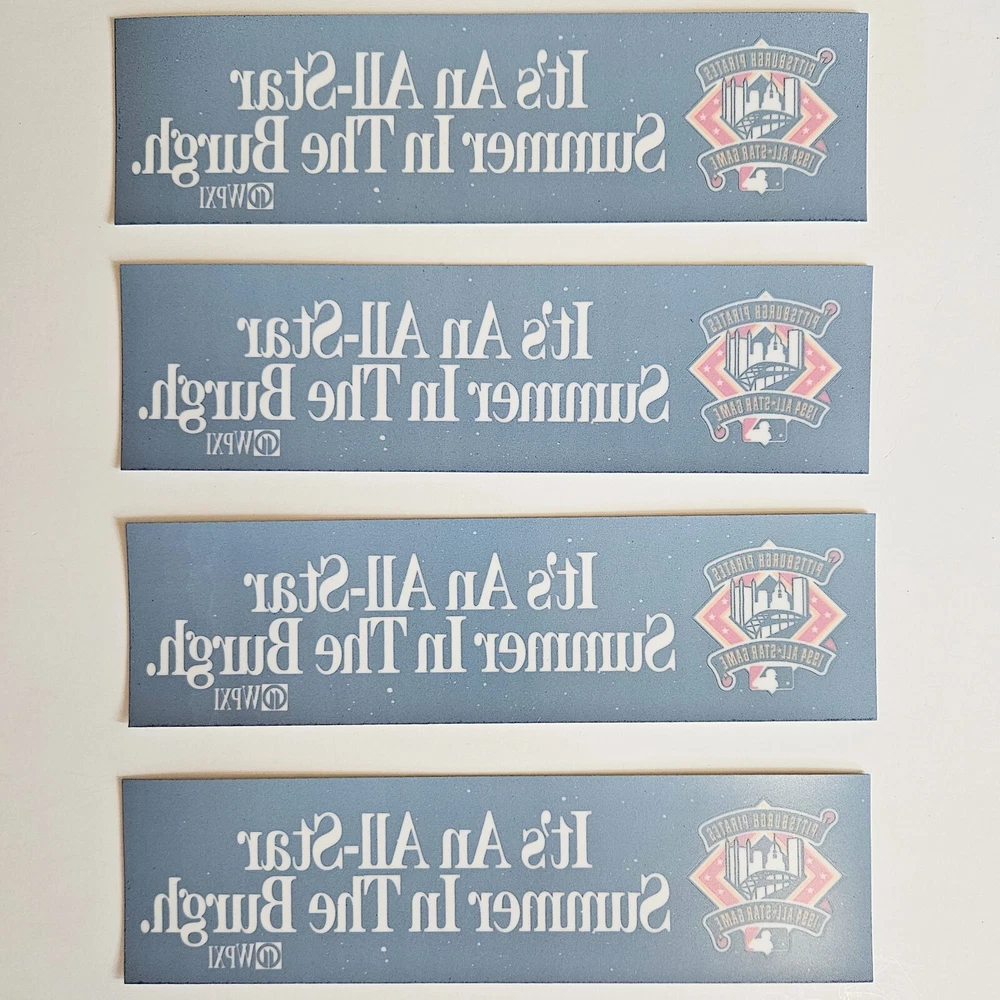 PITTSBURGH PIRATES
1994 ALL-STAR GAME
It's An All-Star
Summer In The Burgh.
WPXI
PITTSBURGH PIRATES
1994 ALL-STAR GAME
It's An All-Star
Summer In The Burgh.
WPXI
PITTSBURGH PIRATES
1994 ALL-STAR GAME
It's An All-Star
Summer In The Burgh.
WPXI
PITTSBURGH PIRATES
1994 ALL-STAR GAME
It's An All-Star
Summer In The Burgh.
WPXI